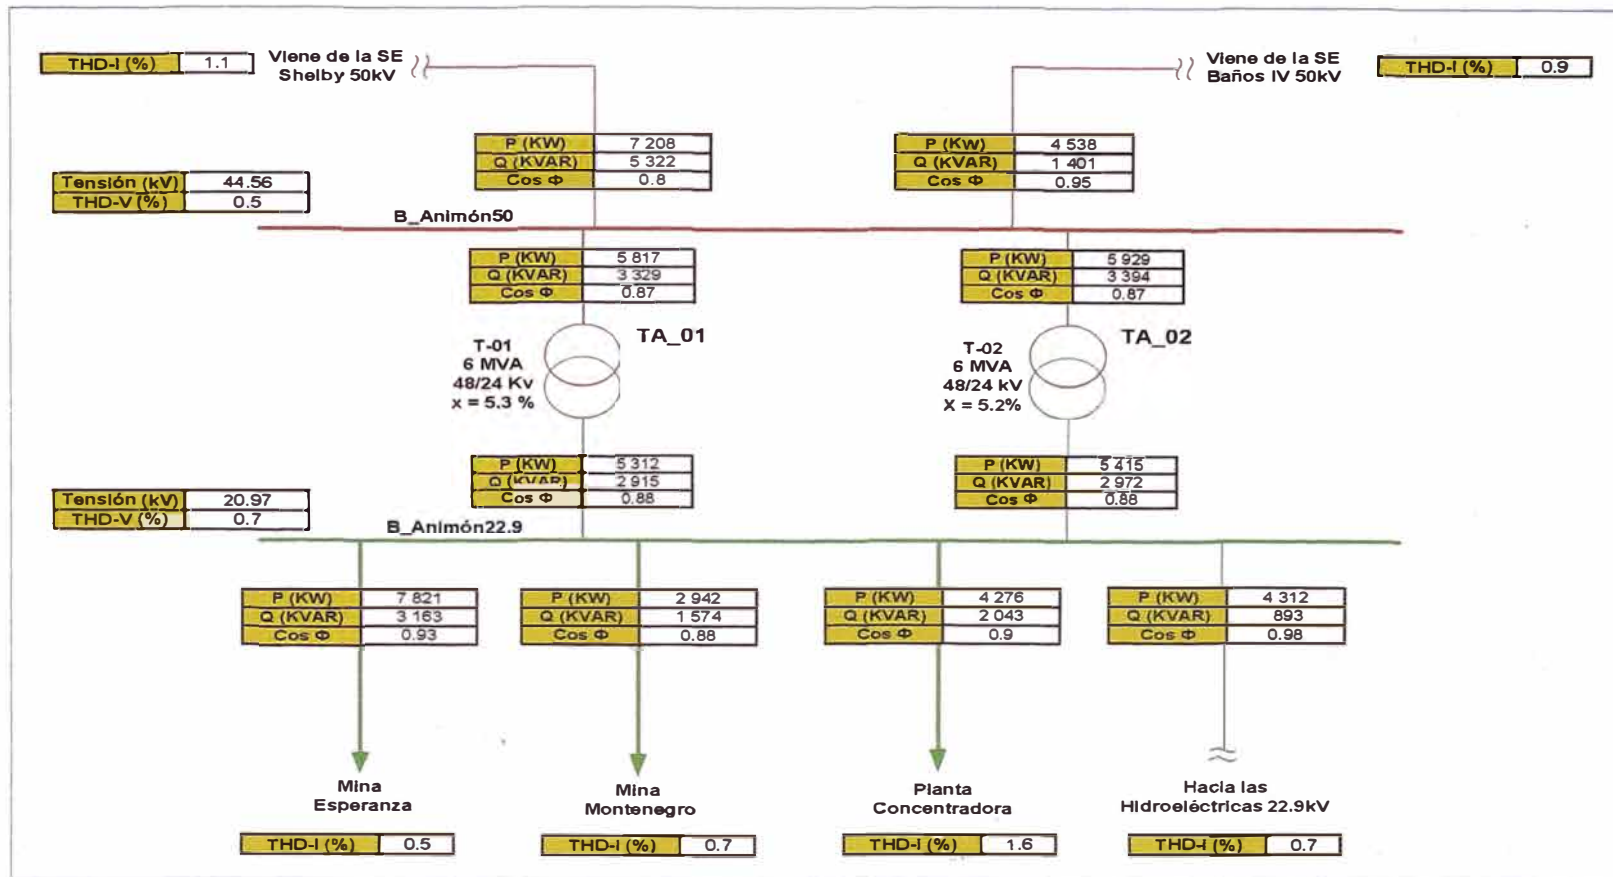 THD-I (%) 1.1
Viene de la SE
Shelby 50kV
Viene de la SE
Baños IV 50kV
THD-I (%) 0.9
P (KW) 7 208
Q (KVAR) 5 322
Cos Φ 0.8
P (KW) 4 538
Q (KVAR) 1 401
Cos Φ 0.95
Tensión (kV) 44.56
THD-V (%) 0.5
B_Animón50
P (KW) 5 817
Q (KVAR) 3 329
Cos Φ 0.87
P (KW) 5 929
Q (KVAR) 3 394
Cos Φ 0.87
TA_01
T-01
6 MVA
48/24 Kv
x = 5.3 %
TA_02
T-02
6 MVA
48/24 kV
X = 5.2%
P (KW) 5 312
Q (KVAR) 2 915
Cos Φ 0.88
P (KW) 5 415
Q (KVAR) 2 972
Cos Φ 0.88
Tensión (kV) 20.97
THD-V (%) 0.7
B_Animón22.9
P (KW) 7 821
Q (KVAR) 3 163
Cos Φ 0.93
P (KW) 2 942
Q (KVAR) 1 574
Cos Φ 0.88
P (KW) 4 276
Q (KVAR) 2 043
Cos Φ 0.9
P (KW) 4 312
Q (KVAR) 893
Cos Φ 0.98
Mina
Esperanza
Mina
Montenegro
Planta
Concentradora
Hacia las
Hidroeléctricas 22.9kV
THD-I (%) 0.5
THD-I (%) 0.7
THD-I (%) 1.6
THD-I (%) 0.7